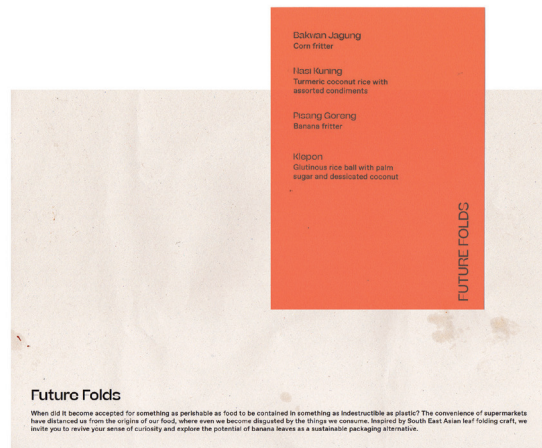 Bakwan Jagung
Corn fritter
Nasi Kuning
Turmeric coconut rice with
assorted condiments
Pisang Goreng
Banana fritter
Klopon
Glutinous rice ball with palm
sugar and dessicated coconut
FUTURE FOLDS
Future Folds
When did it become accepted for something as perishable as food to be contained in something as indestructible as plastic? The convenience of supermarkets
have distanced us from the origins of our food, where even we become disgusted by the things we consume. Inspired by South East Asian leaf folding craft, we
invite you to revive your sense of curiosity and explore the potential of banana leaves as a sustainable packaging alternative.